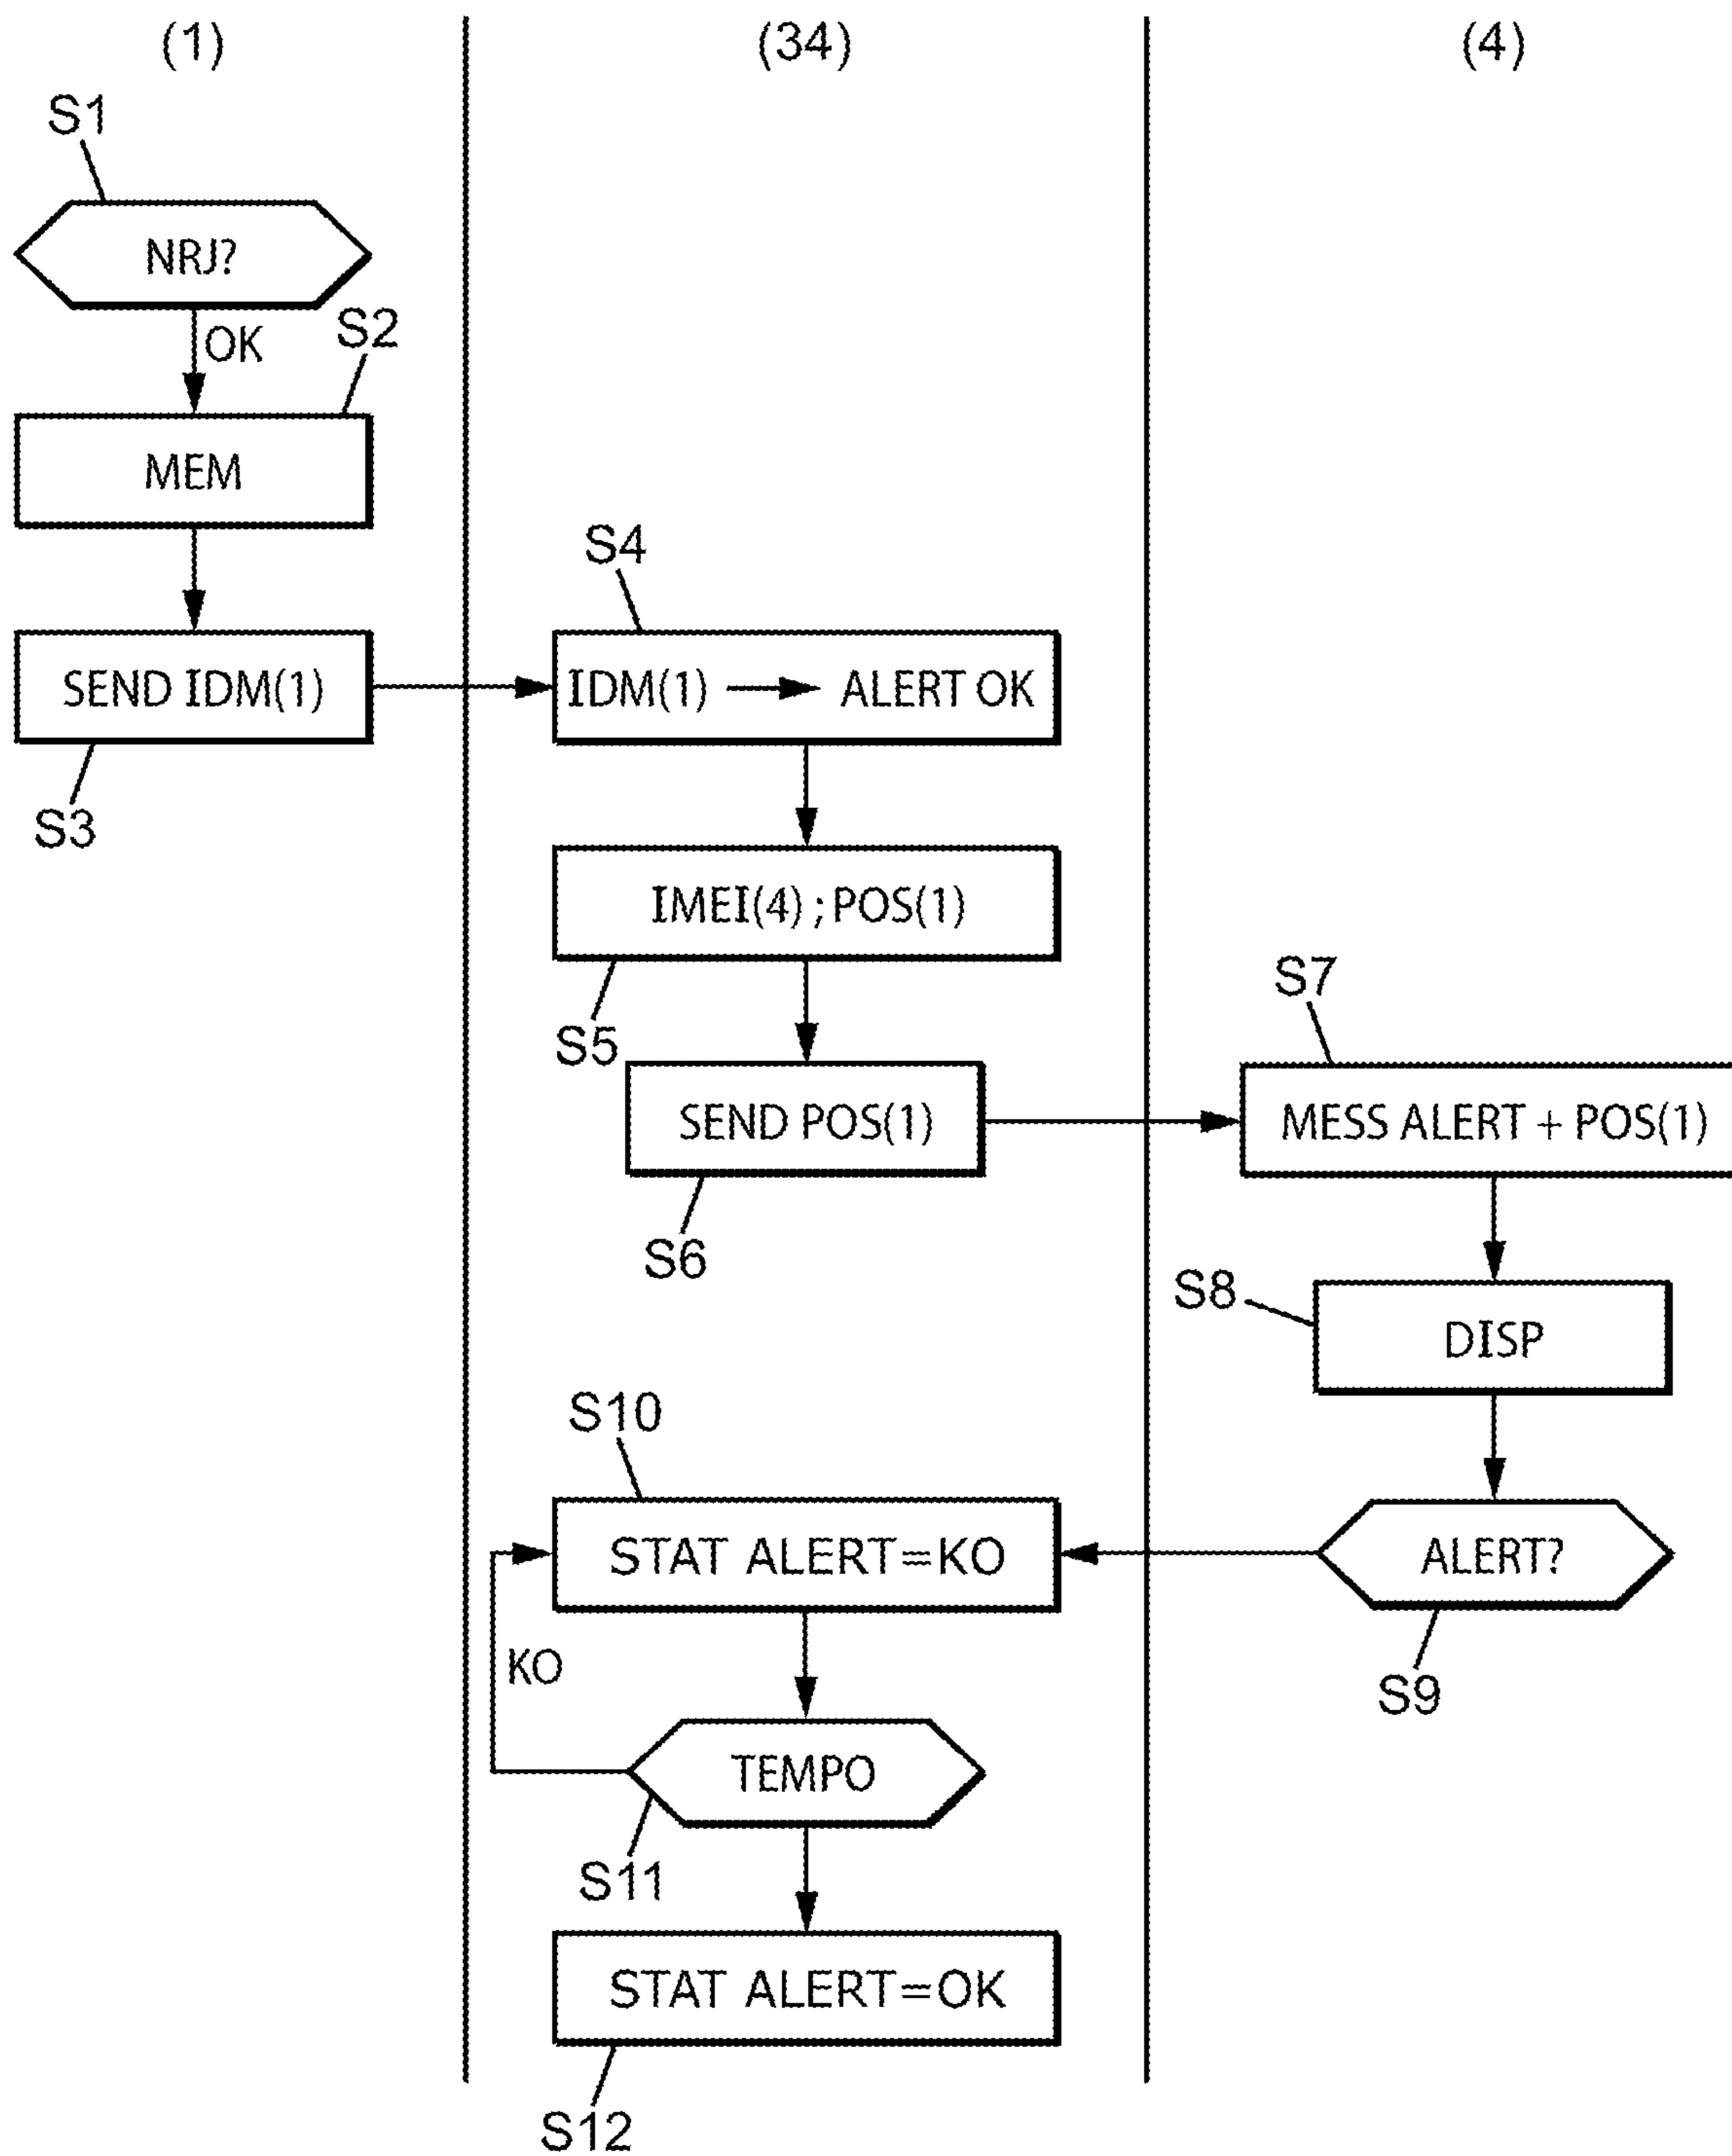 (1)
(34)
(4)
S1
NRJ?
OK
S2
MEM
S4
SEND IDM(1)
IDM(1) → ALERT OK
S3
IMEI(4) ; POS(1)
S7
S5
SEND POS(1)
MESS ALERT + POS(1)
S6
S8
DISP
S10
STAT ALERT=KO
ALERT?
KO
S9
TEMPO
S11
STAT ALERT=OK
S12